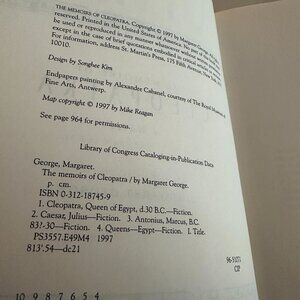 THE MEMOIRS OF CLEOPATRA. Copyright © 1997 by Margaret George. All
reserved. Printed in the United States of America. No
be used or reproduced in any manner whatsoever without
except in the case of brief quotations embodied in critical
For information, address St. Martin's Press, 175 Fifth Avenue, New
10010.
Design by Songhee Kim
Endpapers painting by Alexandre Cabanel, courtesy of the Royal Museum of
Fine Arts, Antwerp.
Map copyright © 1997 by Mike Reagan
See page 964 for permissions.
Library of Congress Cataloging-in-Publication Data
George, Margaret.
The memoirs of Cleopatra / by Margaret George.
p. cm.
ISBN 0-312-18745-9
1. Cleopatra, Queen of Egypt, d.30 B.C.—Fiction.
2. Caesar, Julius—Fiction. 3. Antonius, Marcus, B.C.
83?-30—Fiction. 4. Queens—Egypt—Fiction. I. Title.
PS3557.E49M4 1997
813'.54—dc21
CIP
10 9 8 7 6 5 4